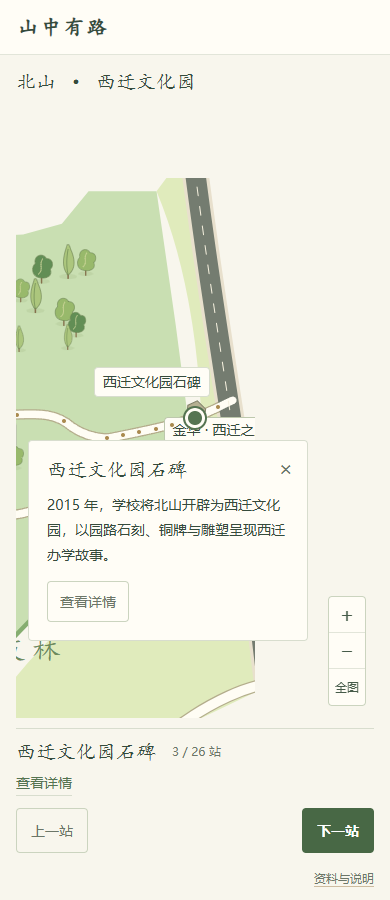 山中有路
北山 • 西迁文化园
西迁文化园石碑
金华 · 西迁之
西迁文化园石碑
×
2015 年，学校将北山开辟为西迁文化
园，以园路石刻、铜牌与雕塑呈现西迁
办学故事。
查看详情
林
+
−
全图
西迁文化园石碑 3 / 26 站
查看详情
上一站
下一站
资料与说明